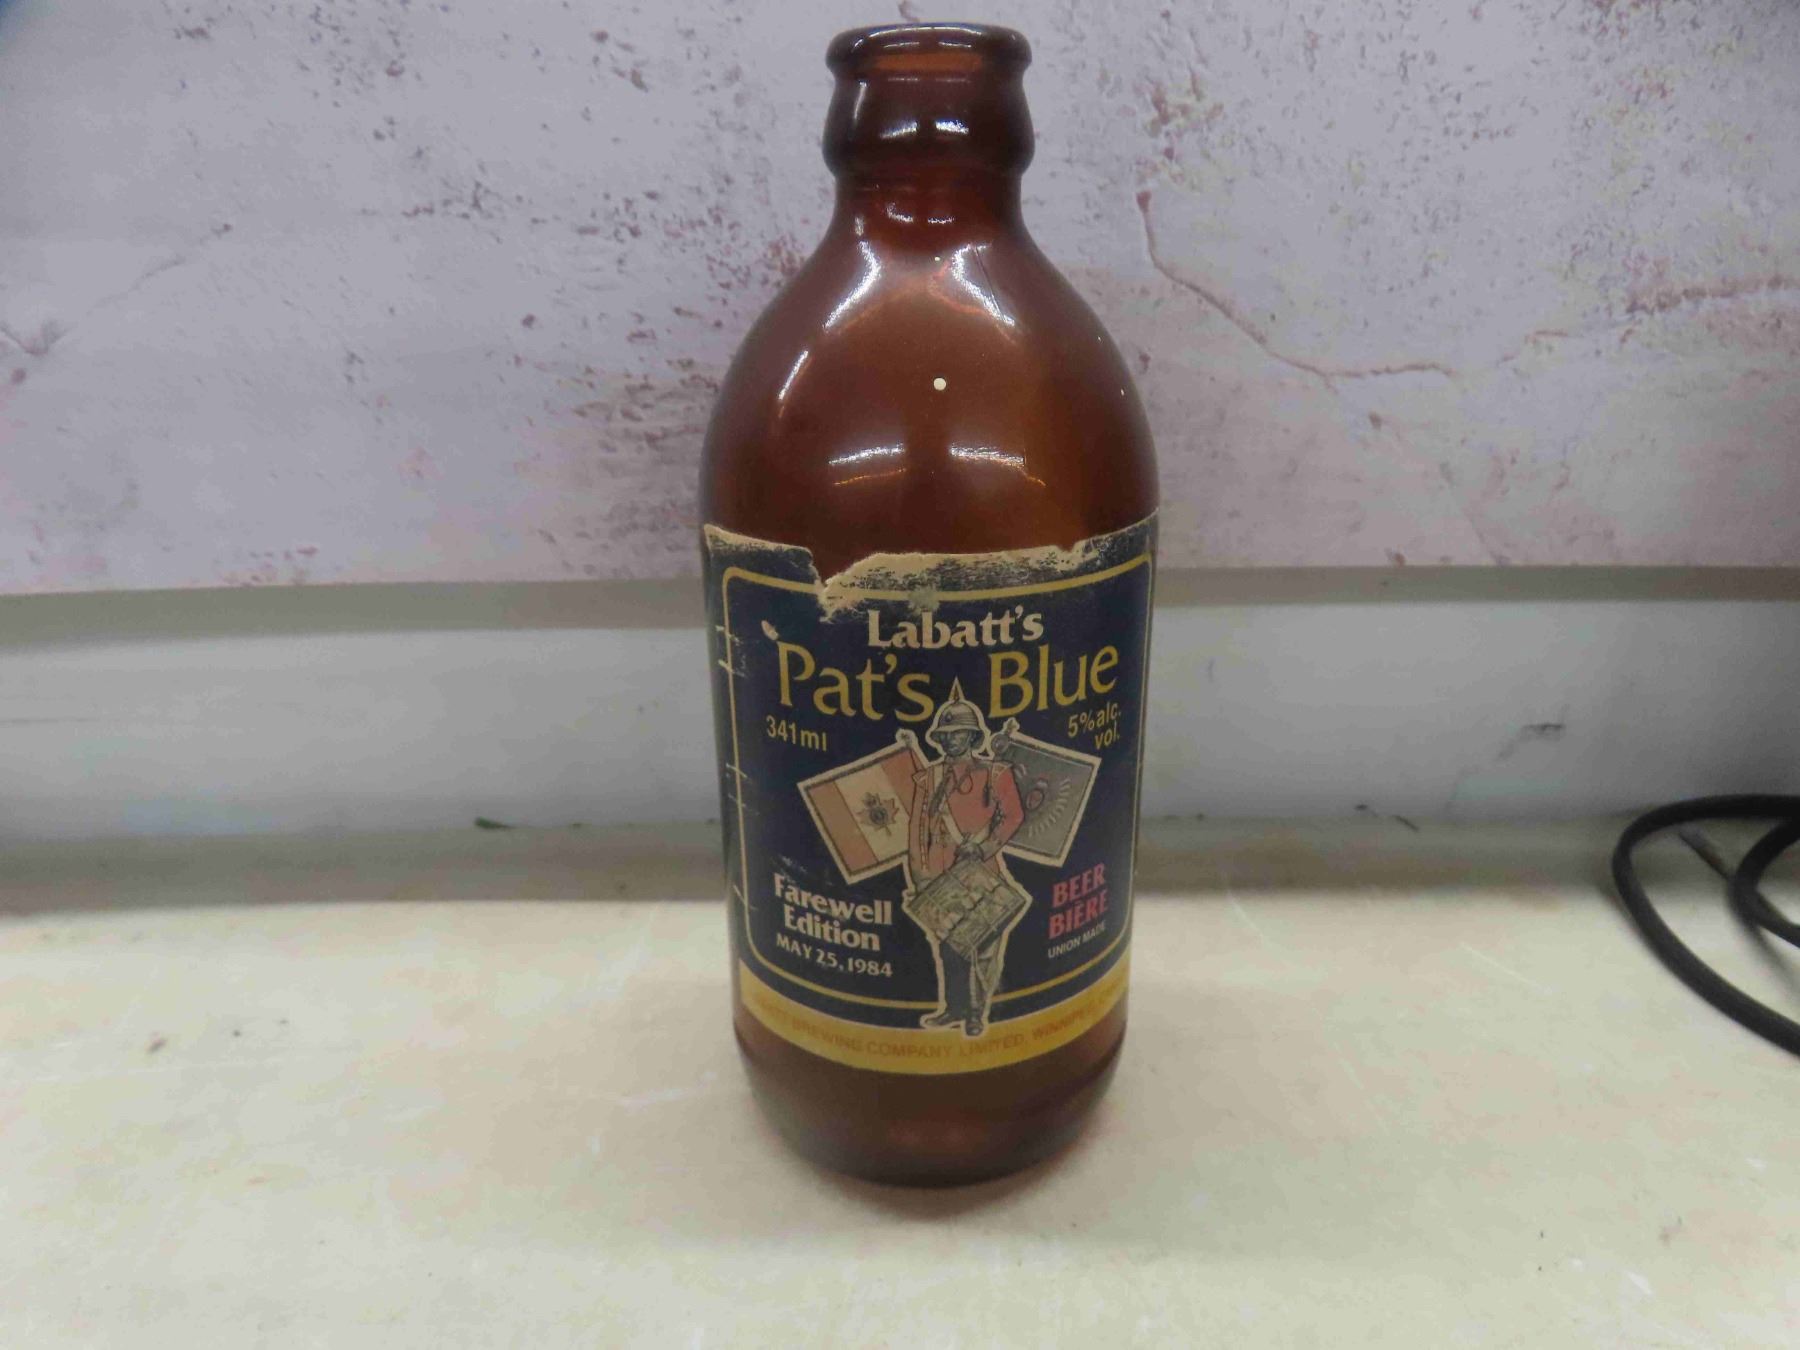 Labatt's
Pat's Blue
341ml
5% alc.
vol.
Farewell
Edition
MAY 25, 1984
BEER
BIÈRE
UNION MADE
BREWING COMPANY LIMITED, WINNIPEG,